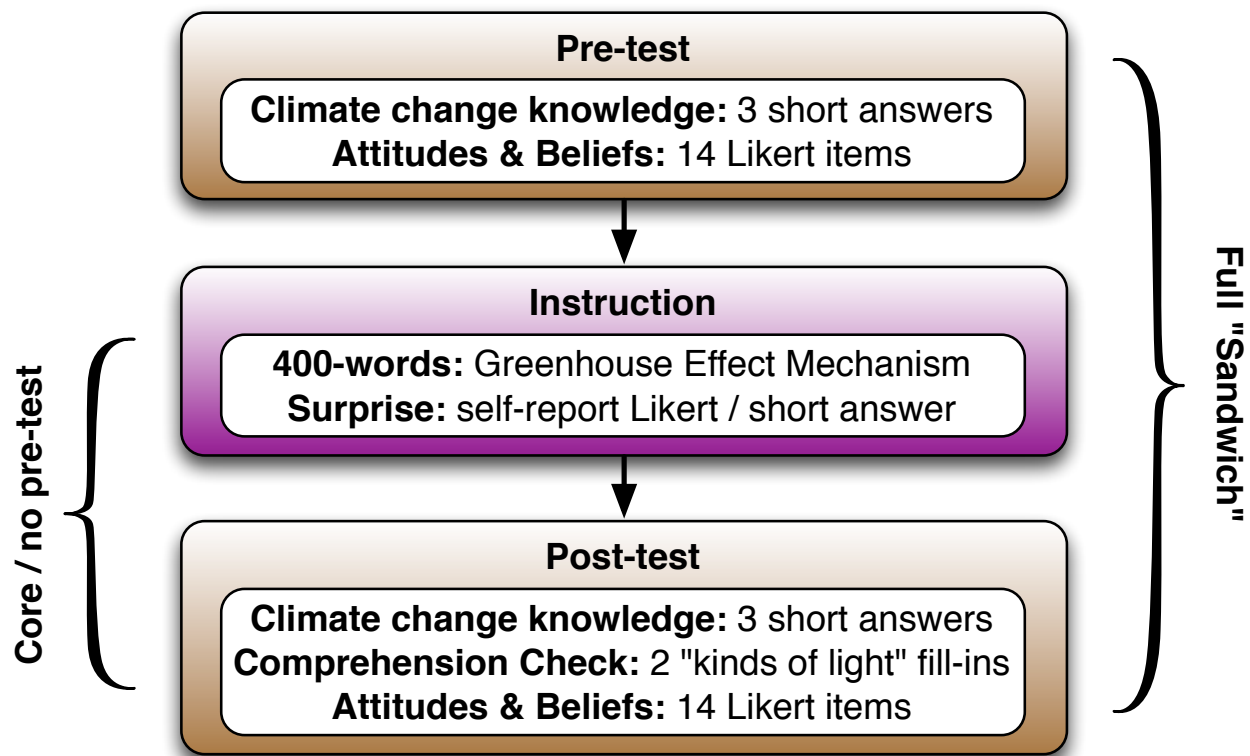 Pre-test
Climate change knowledge: 3 short answers
Attitudes & Beliefs: 14 Likert items
Instruction
400-words: Greenhouse Effect Mechanism
Surprise: self-report Likert / short answer
Post-test
Climate change knowledge: 3 short answers
Comprehension Check: 2 "kinds of light" fill-ins
Attitudes & Beliefs: 14 Likert items
Core / no pre-test
Full "Sandwich"